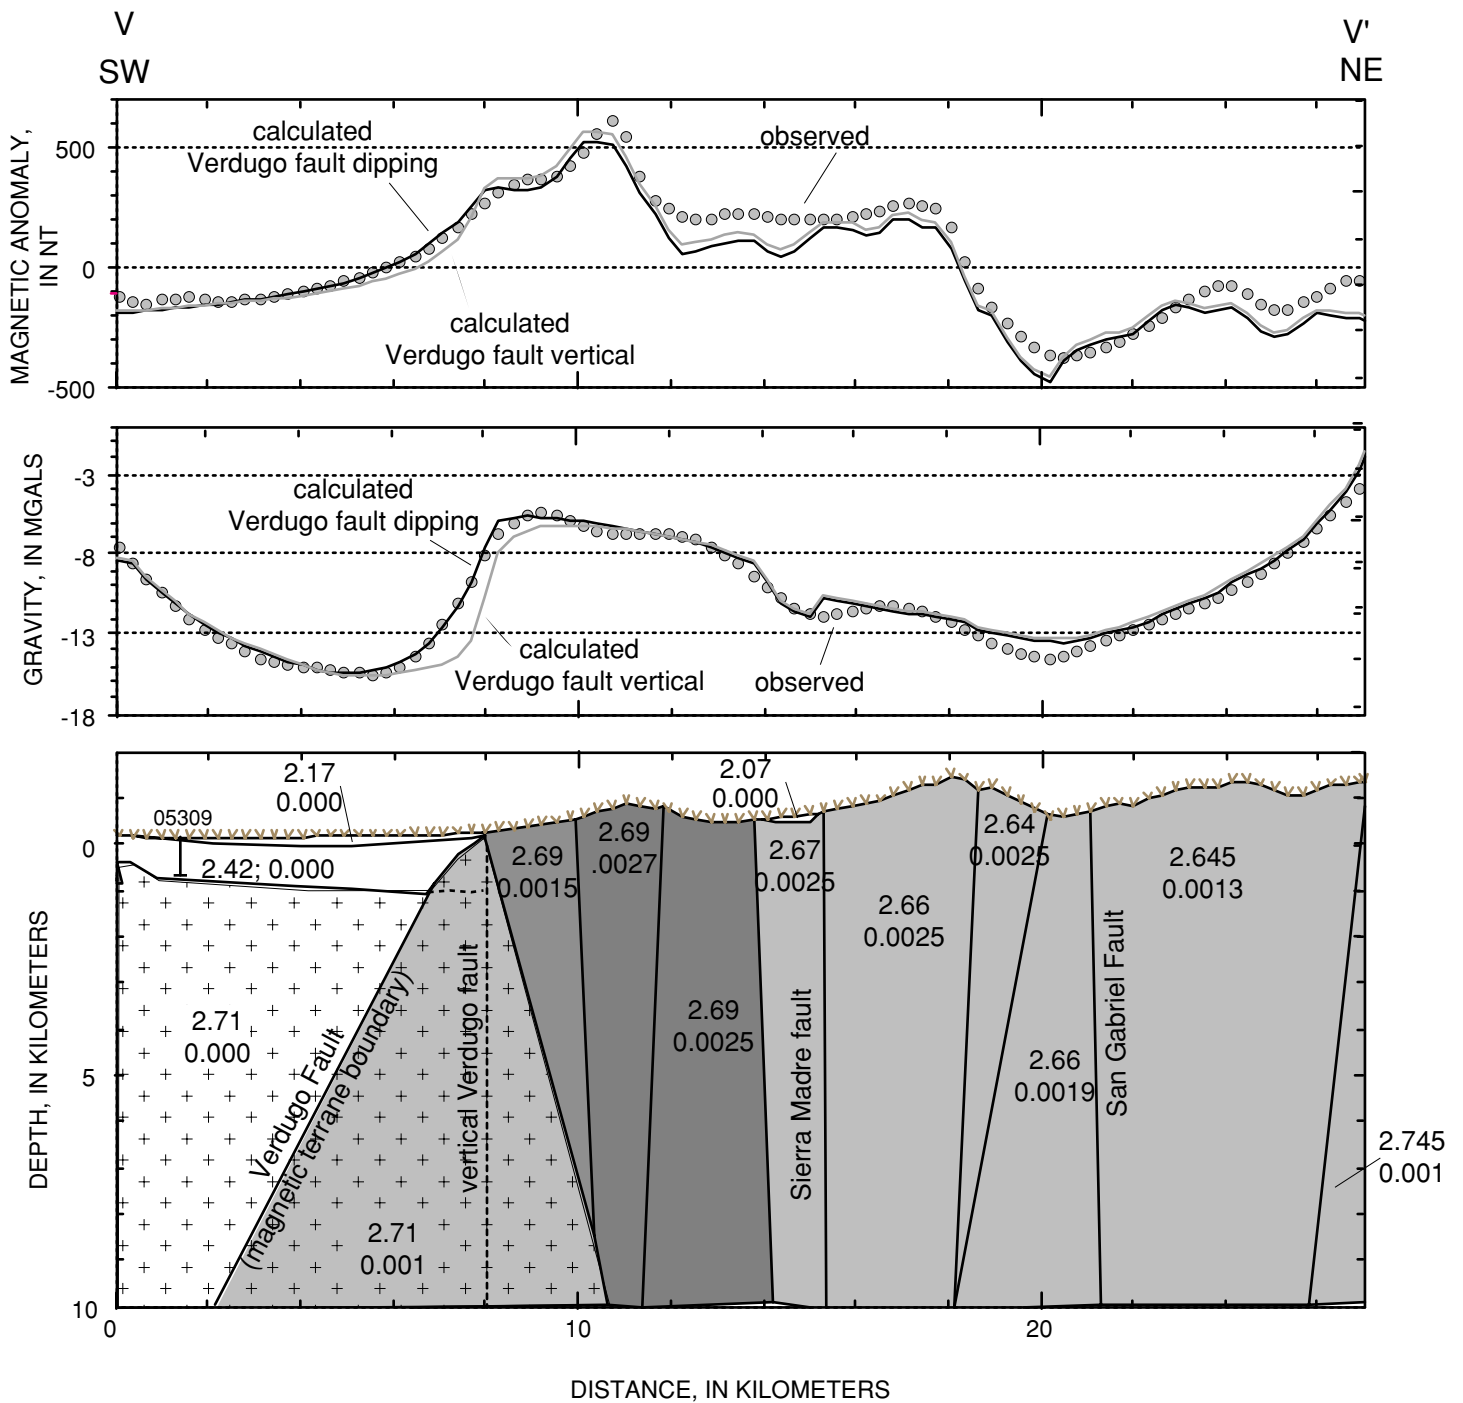 V
V'
SW
NE
MAGNETIC ANOMALY,
IN NT
500
0
-500
calculated
Verdugo fault dipping
observed
calculated
Verdugo fault vertical
GRAVITY, IN MGALS
-3
-8
-13
-18
calculated
Verdugo fault dipping
calculated
Verdugo fault vertical
observed
DEPTH, IN KILOMETERS
0
5
10
2.17
0.000
05309
2.42; 0.000
2.07
0.000
2.69
0.0015
2.69
.0027
2.67
0.0025
2.64
0.0025
2.645
0.0013
2.66
0.0025
2.71
0.000
Verdugo Fault
(magnetic terrane boundary)
vertical Verdugo fault
2.69
0.0025
Sierra Madre fault
2.66
0.0019
San Gabriel Fault
2.745
0.001
2.71
0.001
0
10
20
DISTANCE, IN KILOMETERS